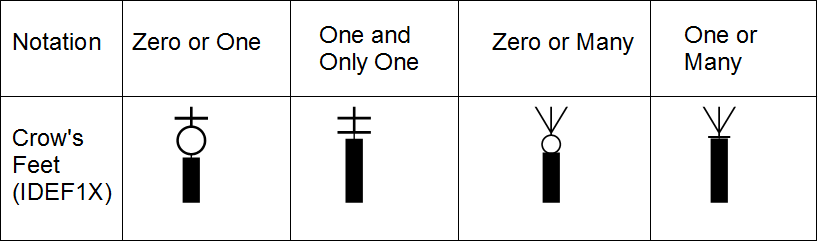 Notation
Zero or One
One and
Only One
Zero or Many
One or
Many
Crow's
Feet
(IDEF1X)